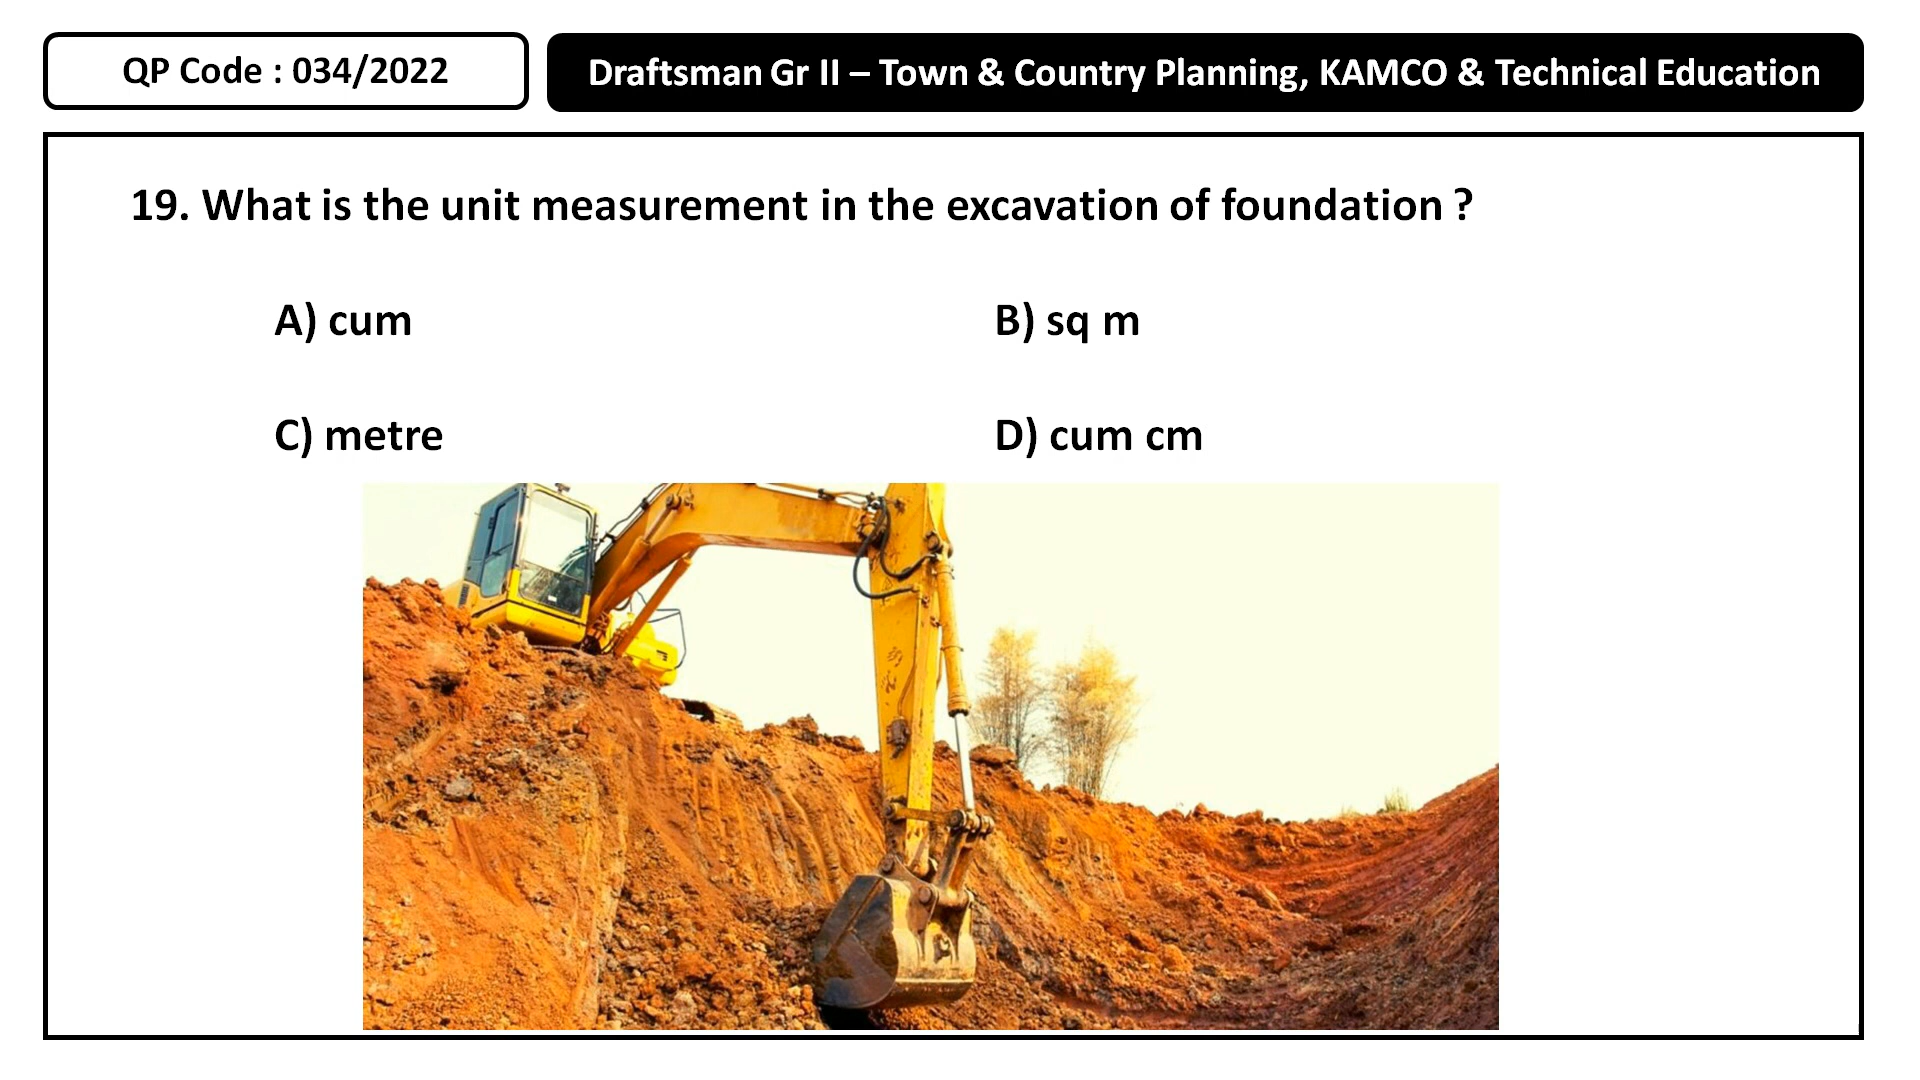 QP Code : 034/2022
Draftsman Gr II – Town & Country Planning, KAMCO & Technical Education
19. What is the unit measurement in the excavation of foundation ?
A) cum
B) sq m
C) metre
D) cum cm